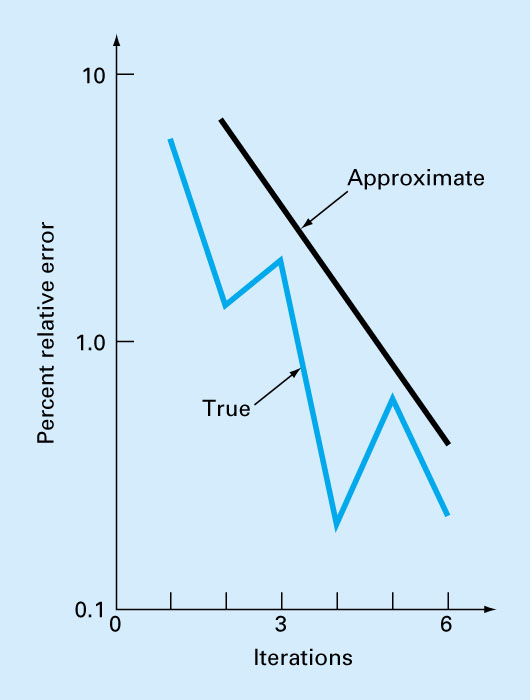 10
Approximate
Percent relative error
1.0
True
0.1
0
3
6
Iterations